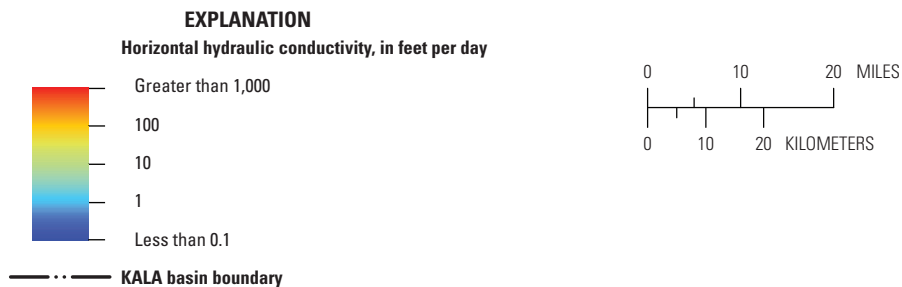 EXPLANATION
Horizontal hydraulic conductivity, in feet per day
Greater than 1,000
100
10
1
Less than 0.1
KALA basin boundary
0 10 20 MILES
0 10 20 KILOMETERS